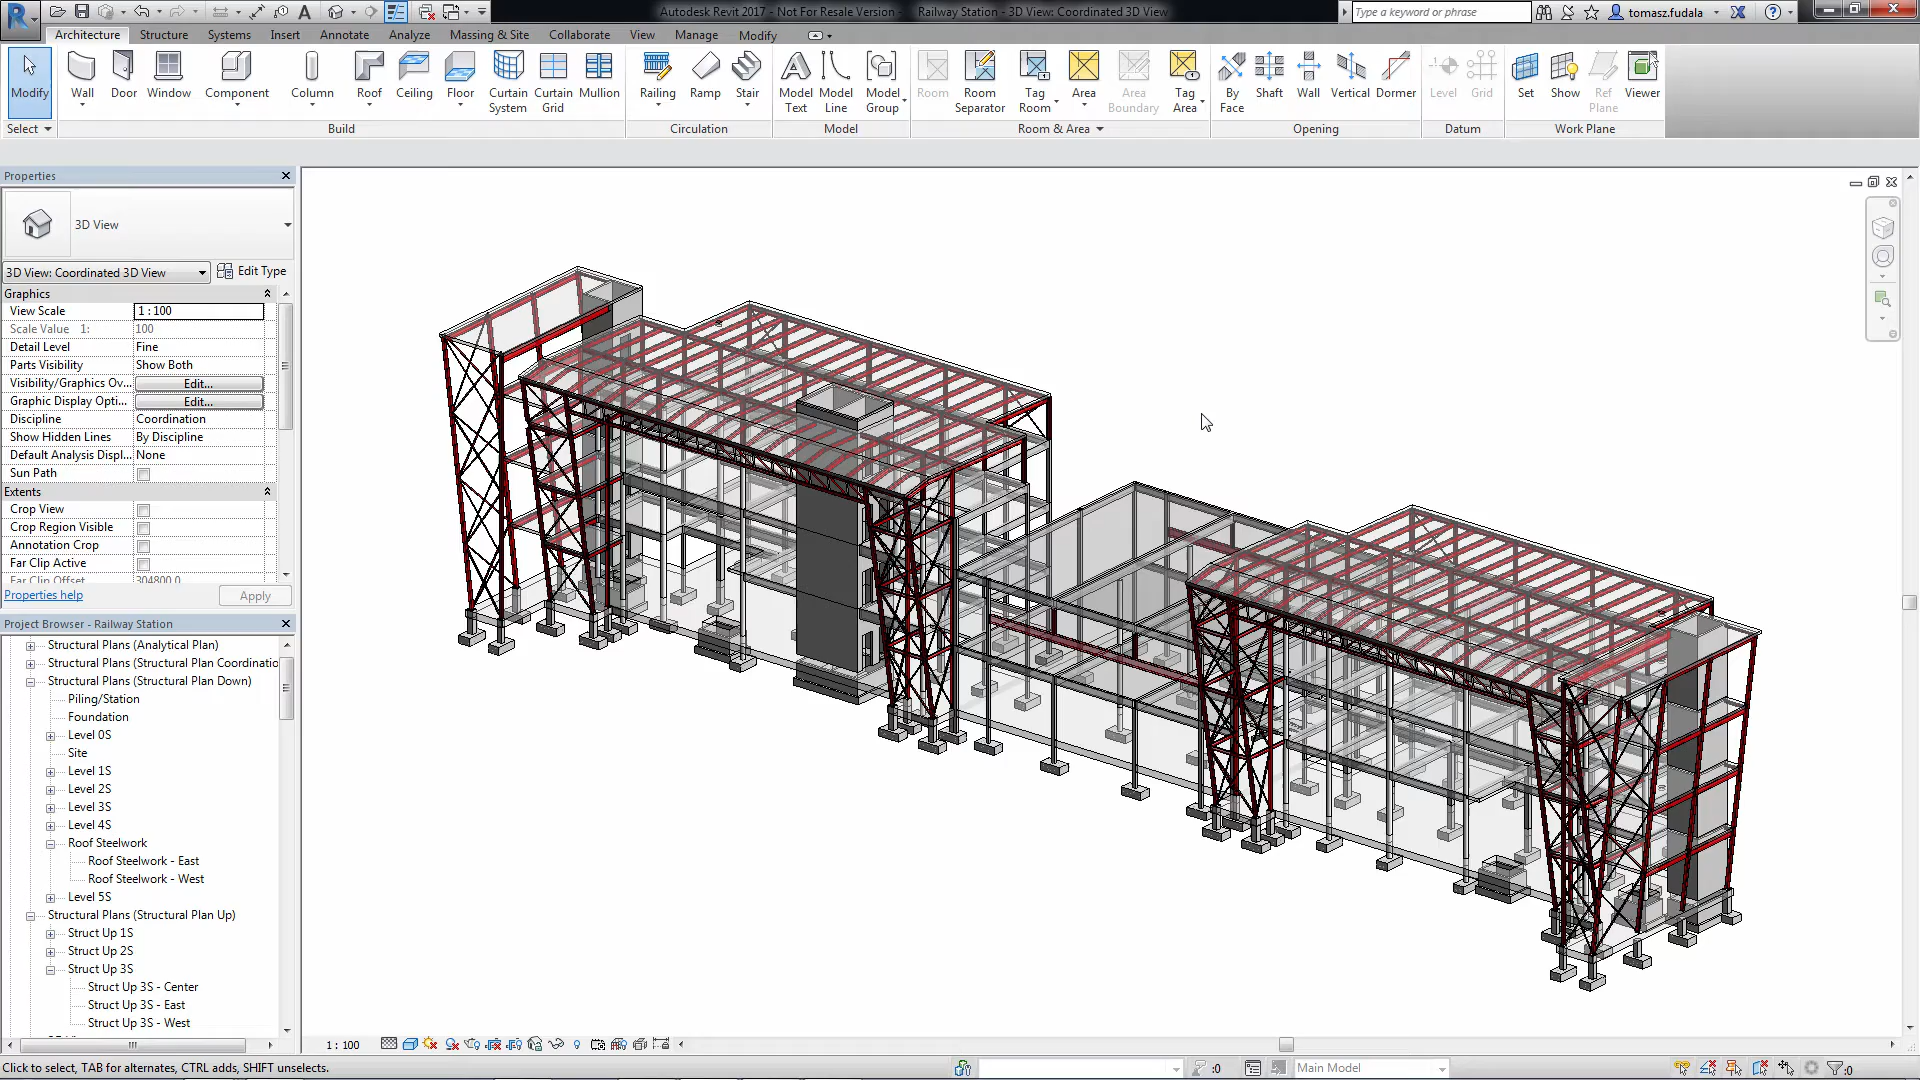 Autodesk Revit 2017 - Not For Resale Version - Railway Station - 3D View: Coordinated 3D View
Type a keyword or phrase
tomasz.fudala
Architecture Structure Systems Insert Annotate Analyze Massing & Site Collaborate View Manage Modify
Modify
Wall
Door
Window
Component
Column
Roof
Ceiling
Floor
Curtain System
Curtain Grid
Mullion
Railing
Ramp
Stair
Model Text
Model Line
Model Group
Room
Room Separator
Tag Room
Area
Area Boundary
Tag Area
By Face
Shaft
Wall
Vertical
Dormer
Level
Grid
Set
Show
Ref Plane
Viewer
Select
Build
Circulation
Model
Room & Area
Opening
Datum
Work Plane
Properties
3D View
3D View: Coordinated 3D View
Edit Type
Graphics
View Scale 1 : 100
Scale Value 1: 100
Detail Level Fine
Parts Visibility Show Both
Visibility/Graphics Ov... Edit...
Graphic Display Opti... Edit...
Discipline Coordination
Show Hidden Lines By Discipline
Default Analysis Displ... None
Sun Path
Extents
Crop View
Crop Region Visible
Annotation Crop
Far Clip Active
Far Clip Offset 304800.0
Properties help
Apply
Project Browser - Railway Station
Structural Plans (Analytical Plan)
Structural Plans (Structural Plan Coordinatio
Structural Plans (Structural Plan Down)
Piling/Station
Foundation
Level 0S
Site
Level 1S
Level 2S
Level 3S
Level 4S
Roof Steelwork
Roof Steelwork - East
Roof Steelwork - West
Level 5S
Structural Plans (Structural Plan Up)
Struct Up 1S
Struct Up 2S
Struct Up 3S
Struct Up 3S - Center
Struct Up 3S - East
Struct Up 3S - West
1 : 100
Click to select, TAB for alternates, CTRL adds, SHIFT unselects.
:0
Main Model
:0